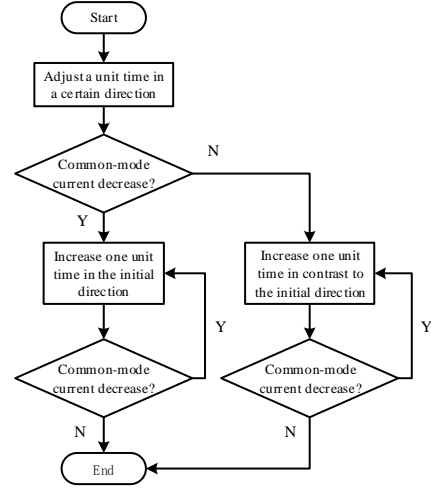 Start
Adjust a unit time in
a certain direction
Common-mode
current decrease?
N
Y
Increase one unit
time in the initial
direction
Increase one unit
time in contrast to
the initial direction
Y
Y
Common-mode
current decrease?
Common-mode
current decrease?
N
N
End